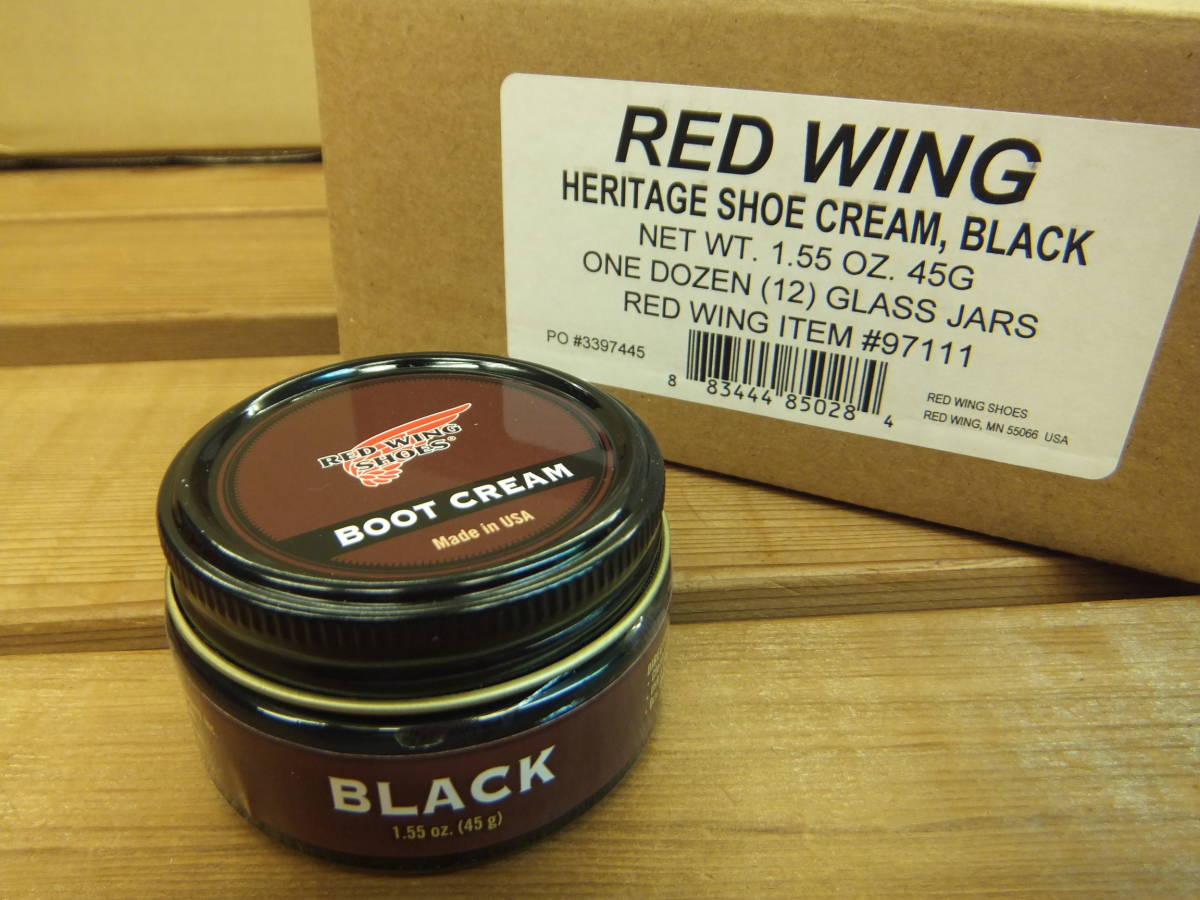 RED WING
HERITAGE SHOE CREAM, BLACK
NET WT. 1.55 OZ. 45G
ONE DOZEN (12) GLASS JARS
RED WING ITEM #97111
PO #3397445
8 83444 85028 4
RED WING SHOES
RED WING, MN 55066 USA
RED WING
SHOES®
BOOT CREAM
Made in USA
BLACK
1.55 oz. (45 g)